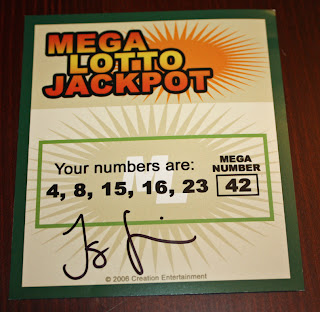 MEGA
LOTTO
JACKPOT
Your numbers are:
4, 8, 15, 16, 23
MEGA
NUMBER
42
© 2006 Creation Entertainment